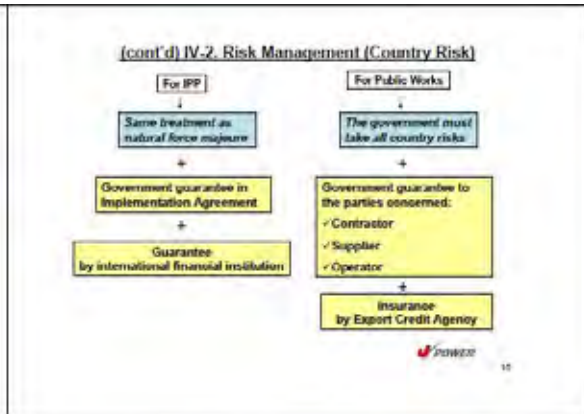 (cont'd) IV-2. Risk Management (Country Risk)
For IPP
Same treatment as
natural force majeure
+
Government guarantee in
Implementation Agreement
+
Guarantee
by international financial institution
For Public Works
The government must
take all country risks
+
Government guarantee to
the parties concerned:
✓Contractor
✓Supplier
✓Operator
+
Insurance
by Export Credit Agency
J POWER